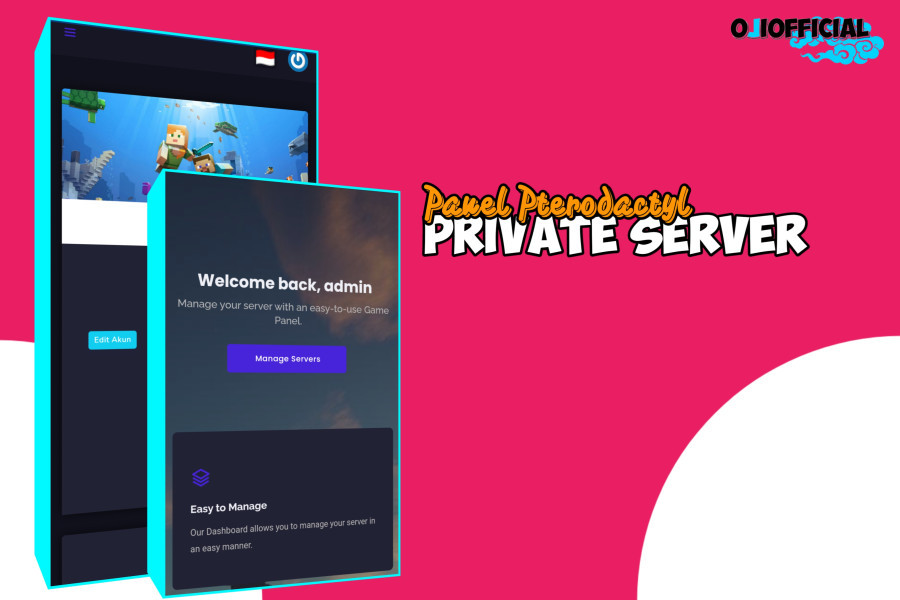 OJIOFFICIAL
Panel Pterodactyl
PRIVATE SERVER
Edit Akun
Welcome back, admin
Manage your server with an easy-to-use Game
Panel.
Manage Servers
Easy to Manage
Our Dashboard allows you to manage your server in
an easy manner.